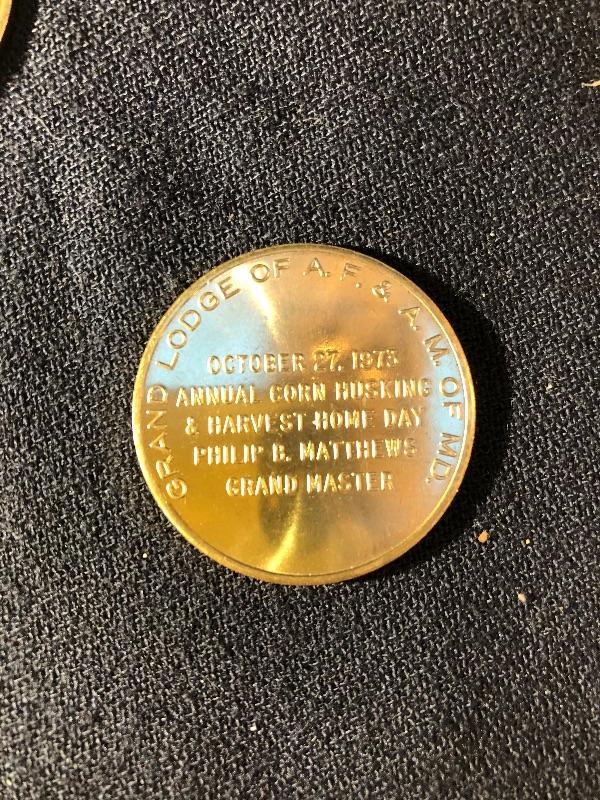 GRAND LODGE OF A. F. & A. M. OF MD.
OCTOBER 27, 1973
ANNUAL CORN HUSKING
& HARVEST HOME DAY
PHILIP B. MATTHEWS
GRAND MASTER